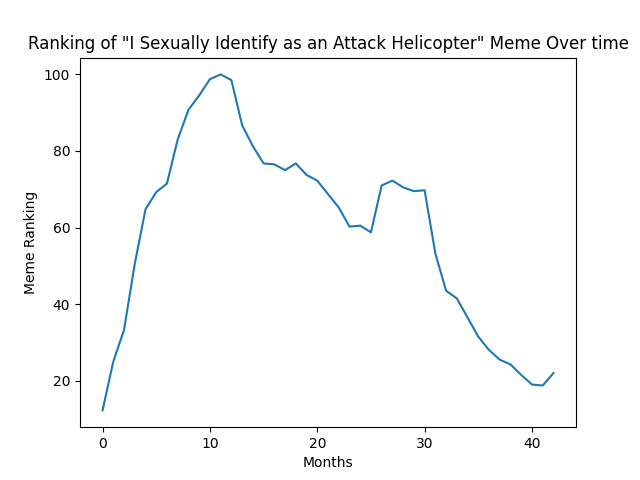 Ranking of "I Sexually Identify as an Attack Helicopter" Meme Over time
100
80
60
40
20
Meme Ranking
0 10 20 30 40
Months